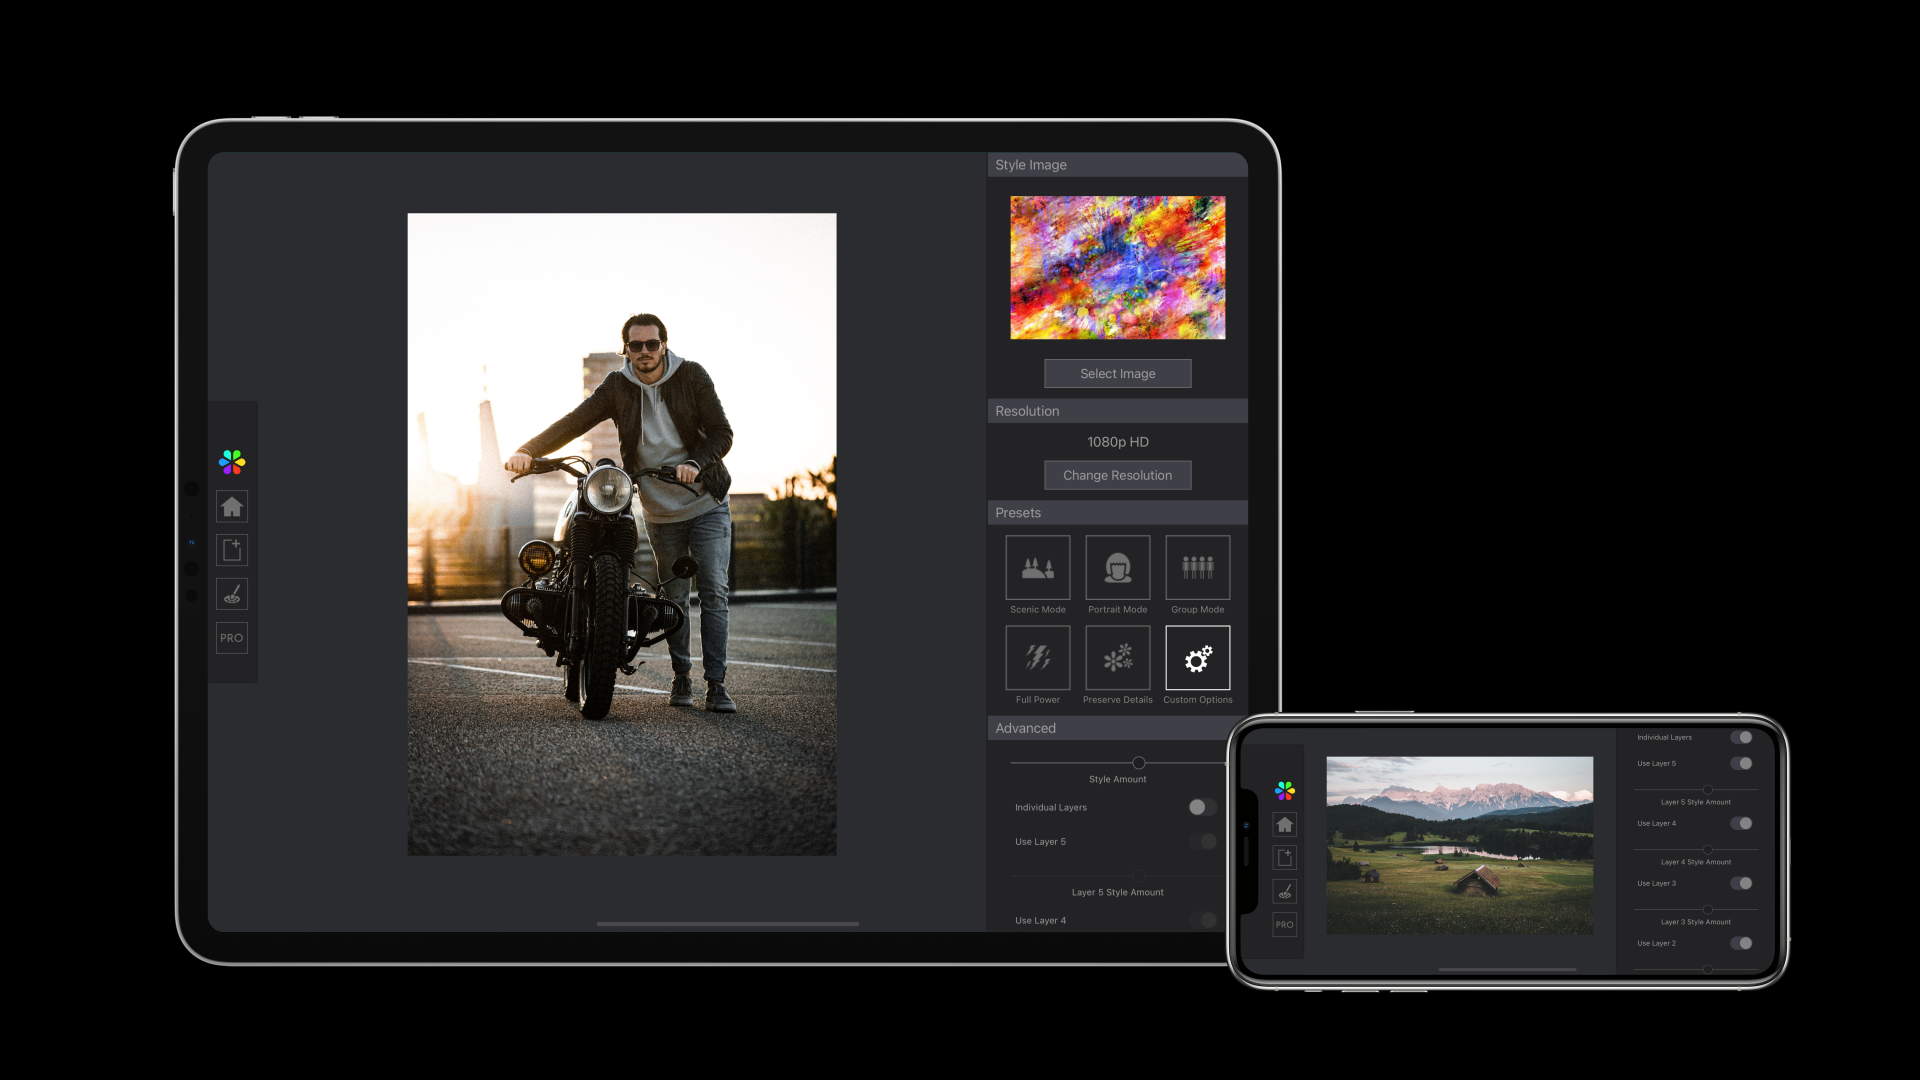 Style Image
Select Image
Resolution
1080p HD
Change Resolution
Presets
Scenic Mode
Portrait Mode
Group Mode
Full Power
Preserve Details
Custom Options
Advanced
Style Amount
Individual Layers
Use Layer 5
Layer 5 Style Amount
Use Layer 4
PRO
Individual Layers
Use Layer 5
Layer 5 Style Amount
Use Layer 4
Layer 4 Style Amount
Use Layer 3
Layer 3 Style Amount
Use Layer 2
PRO